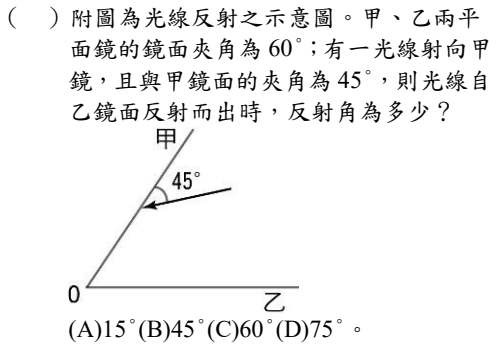 (　) 附圖為光線反射之示意圖。甲、乙兩平
面鏡的鏡面夾角為 60°；有一光線射向甲
鏡，且與甲鏡面的夾角為 45°，則光線自
乙鏡面反射而出時，反射角為多少？
甲
45°
O
乙
(A)15°(B)45°(C)60°(D)75°。